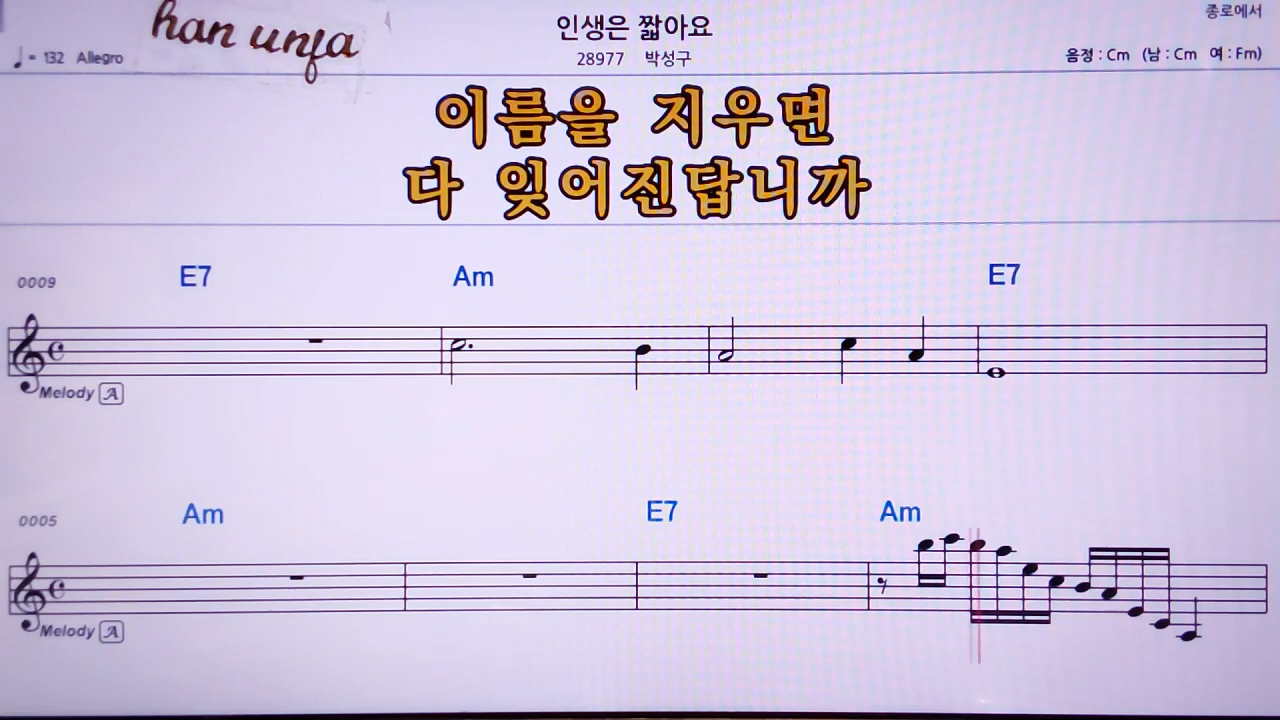 han unfa
인생은 짧아요
종로에서
♩= 132 Allegro
28977 박성구
음정 : Cm (남 : Cm 여 : Fm)
이름을 지우면
다 잊어진답니까
0009 E7 Am E7
Melody A
0005 Am E7 Am
Melody A